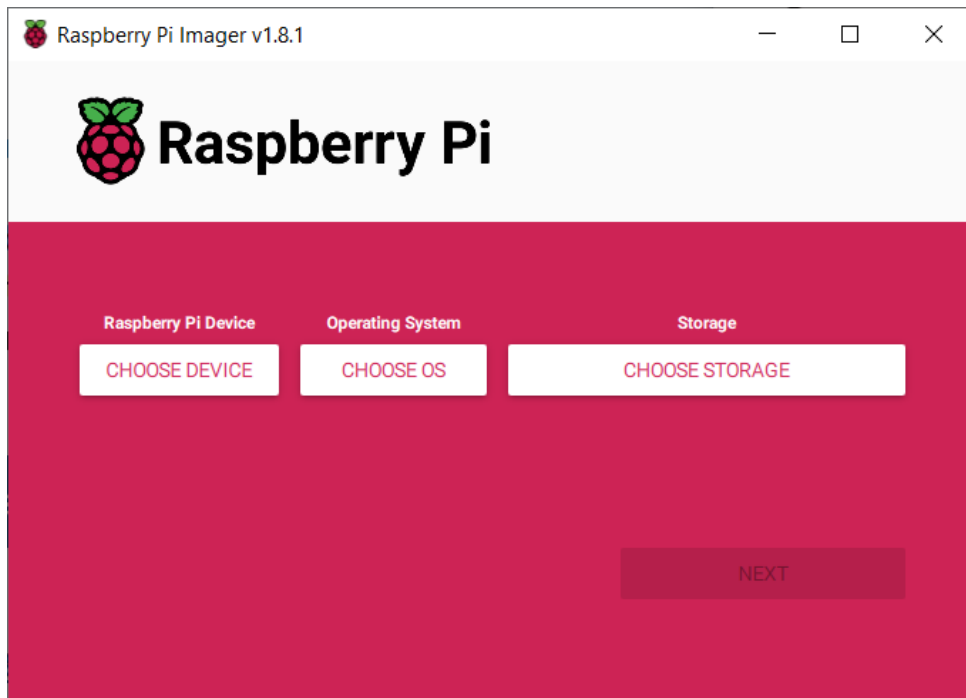 Raspberry Pi Imager v1.8.1
Raspberry Pi
Raspberry Pi Device Operating System Storage
CHOOSE DEVICE CHOOSE OS CHOOSE STORAGE
NEXT